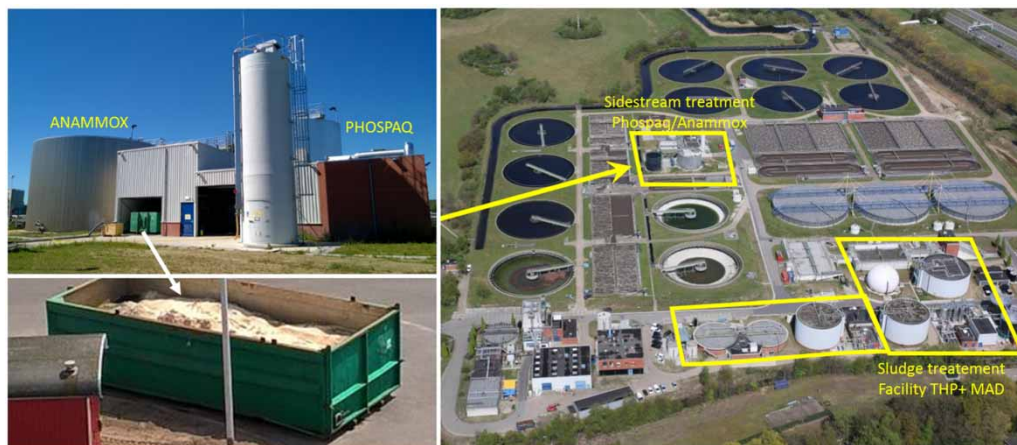 ANAMMOX
PHOSPAQ
Sidestream treatment
Phospaq/Anammox
Sludge treatement
Facility THP+ MAD